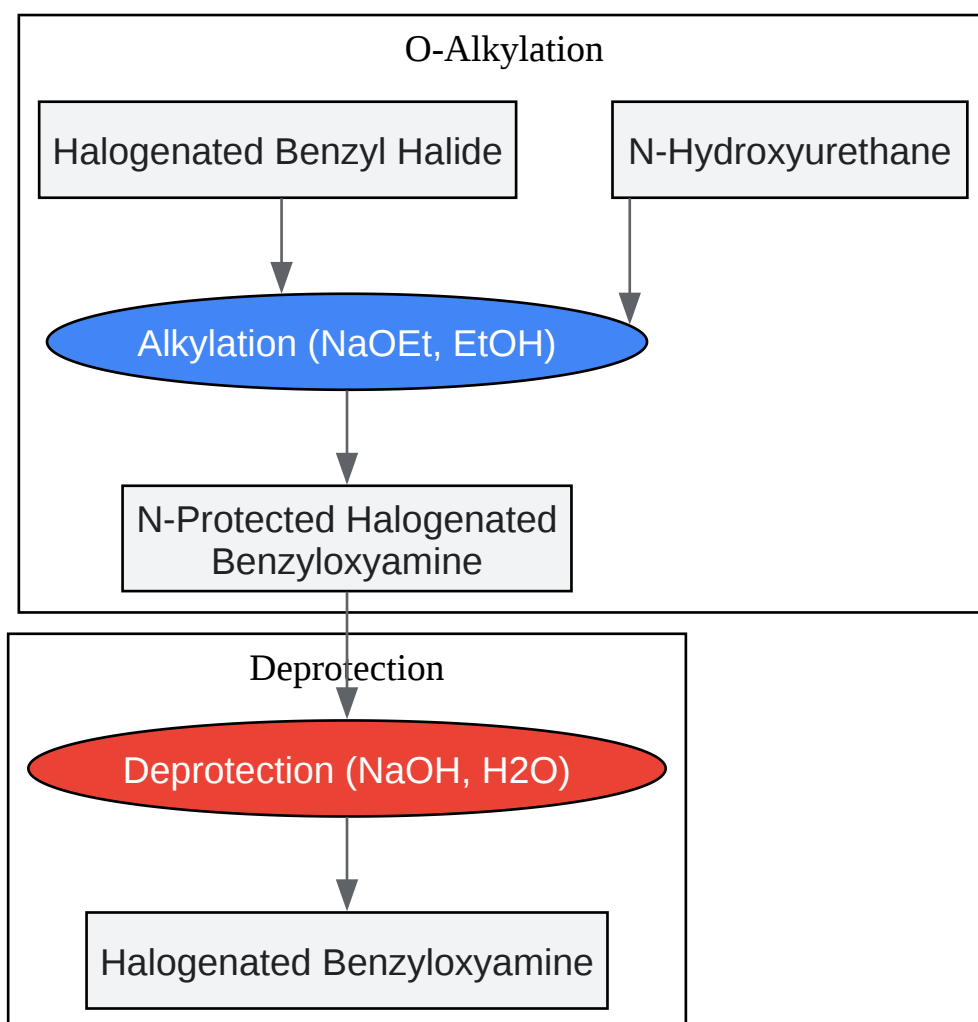 O-Alkylation
Halogenated Benzyl Halide
N-Hydroxyurethane
Alkylation (NaOEt, EtOH)
N-Protected Halogenated
Benzyloxyamine
Deprotection
Deprotection (NaOH, H2O)
Halogenated Benzyloxyamine